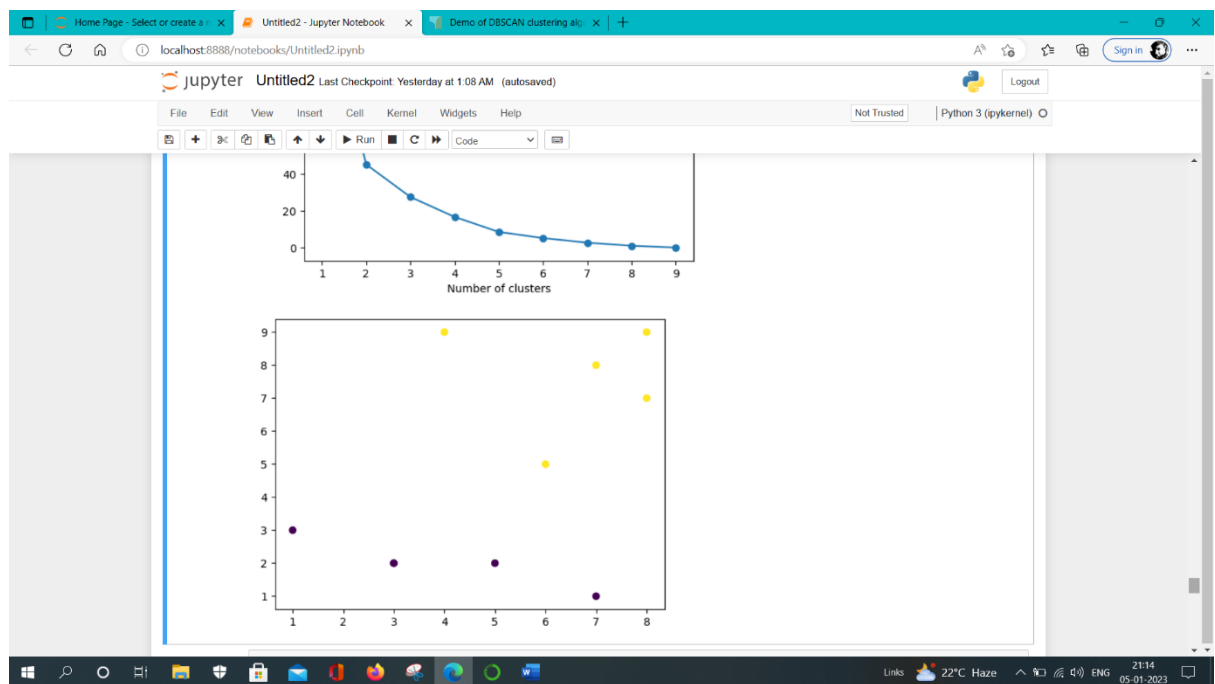 Home Page - Select or create a n
Untitled2 - Jupyter Notebook
Demo of DBSCAN clustering alg
localhost:8888/notebooks/Untitled2.ipynb
Sign in
jupyter Untitled2 Last Checkpoint: Yesterday at 1:08 AM (autosaved)
Logout
File Edit View Insert Cell Kernel Widgets Help
Not Trusted
Python 3 (ipykernel)
Run
Code
40
20
0
1 2 3 4 5 6 7 8 9
Number of clusters
9
8
7
6
5
4
3
2
1
1 2 3 4 5 6 7 8
Links 22°C Haze ENG 21:14
05-01-2023